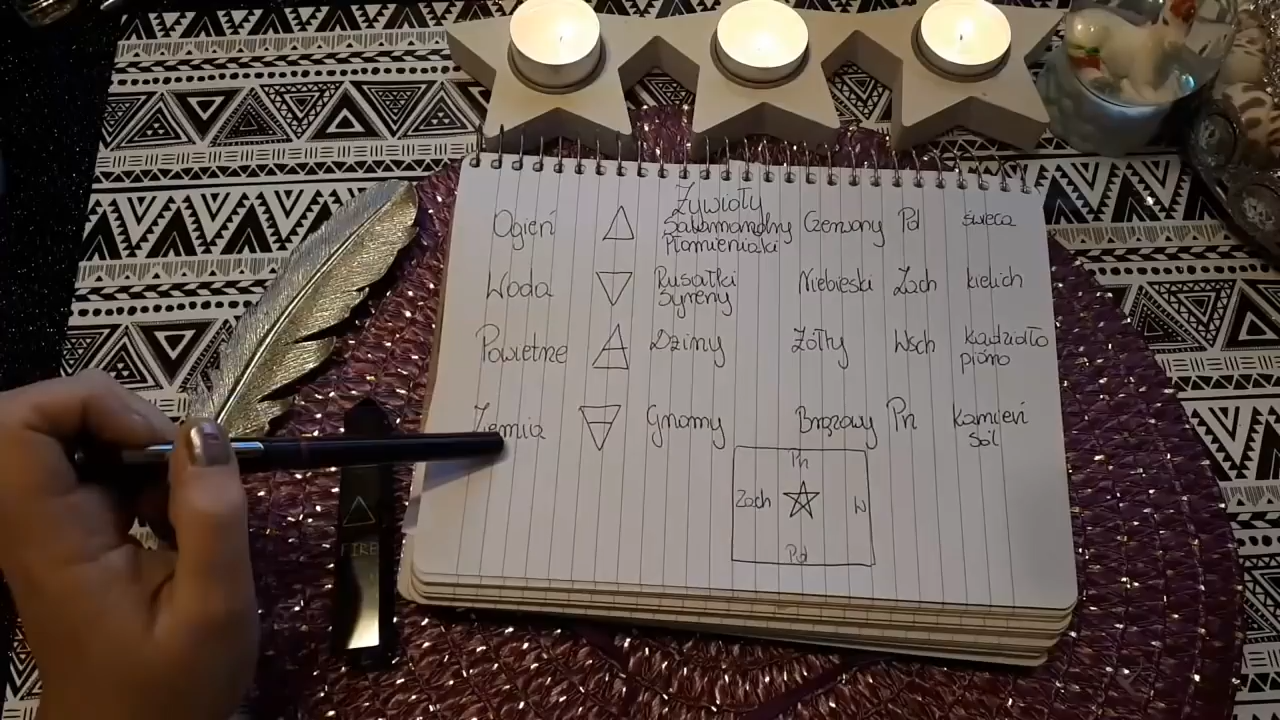 Żywioły
Ogień Salamandry Czerwony Pd świeca
Płomieniaki
Woda Rusałki Niebieski Zach kielich
Syreny
Powietrze Dżiny Żółty Wsch Kadzidło
pióro
Ziemia Gnomy Brązowy Pn Kamień
Sól
Pn
Zach W
Pd
FIRE